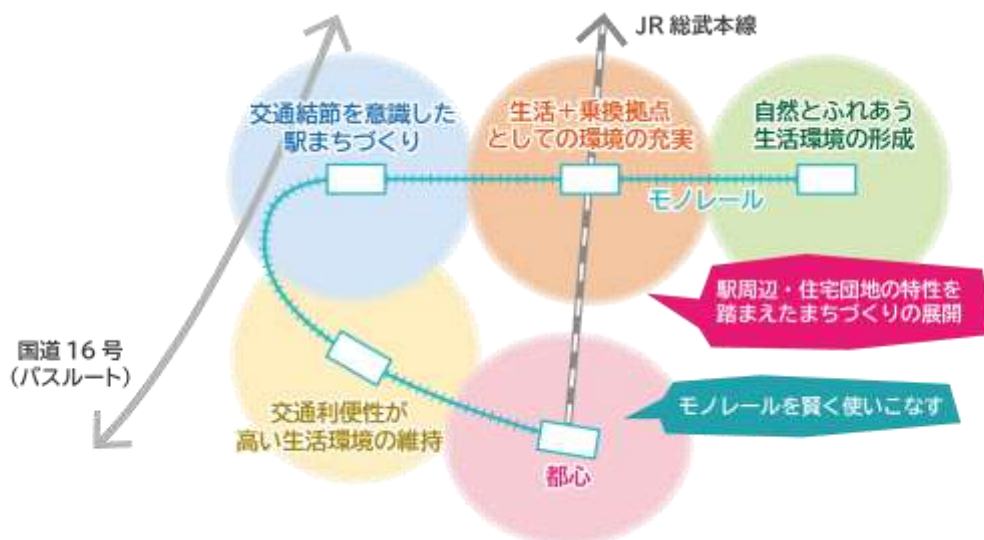 JR 総武本線
交通結節を意識した
駅まちづくり
生活＋乗換拠点
としての環境の充実
自然とふれあう
生活環境の形成
モノレール
駅周辺・住宅団地の特性を
踏まえたまちづくりの展開
国道 16 号
（バスルート）
モノレールを賢く使いこなす
交通利便性が
高い生活環境の維持
都心